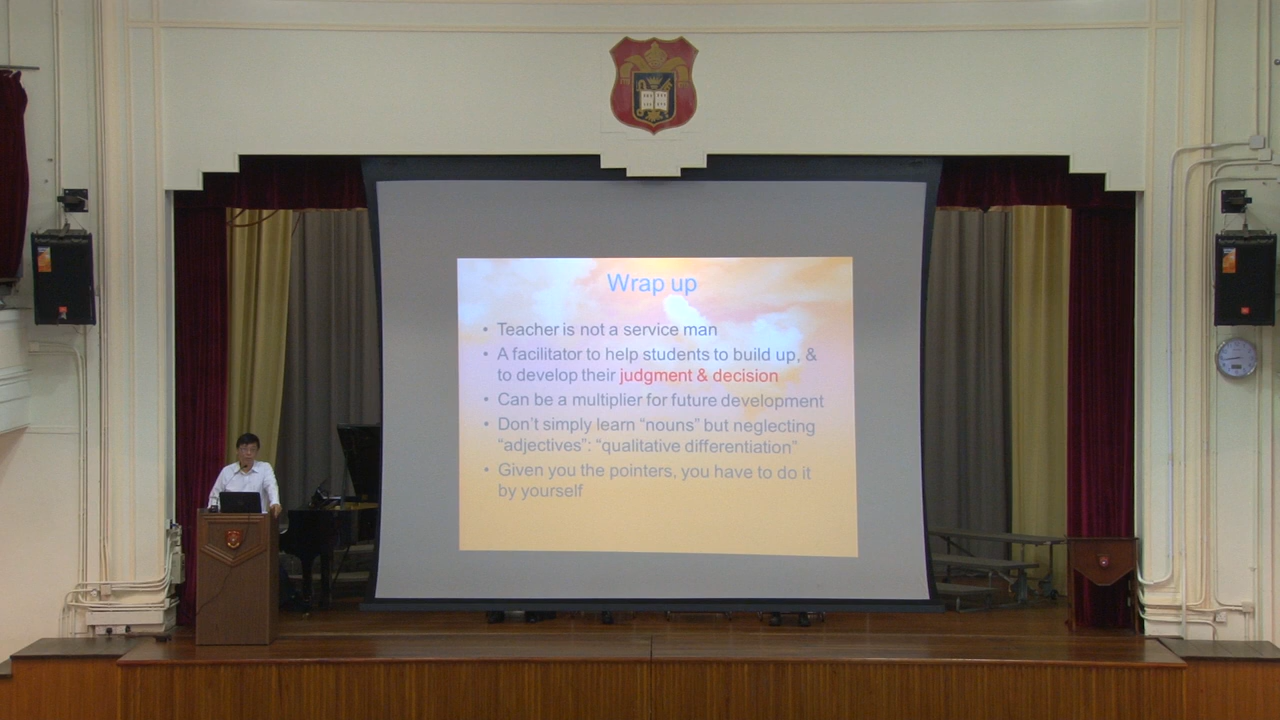 Wrap up
• Teacher is not a service man
• A facilitator to help students to build up, &
to develop their judgment & decision
• Can be a multiplier for future development
• Don't simply learn “nouns” but neglecting
“adjectives”: “qualitative differentiation”
• Given you the pointers, you have to do it
by yourself